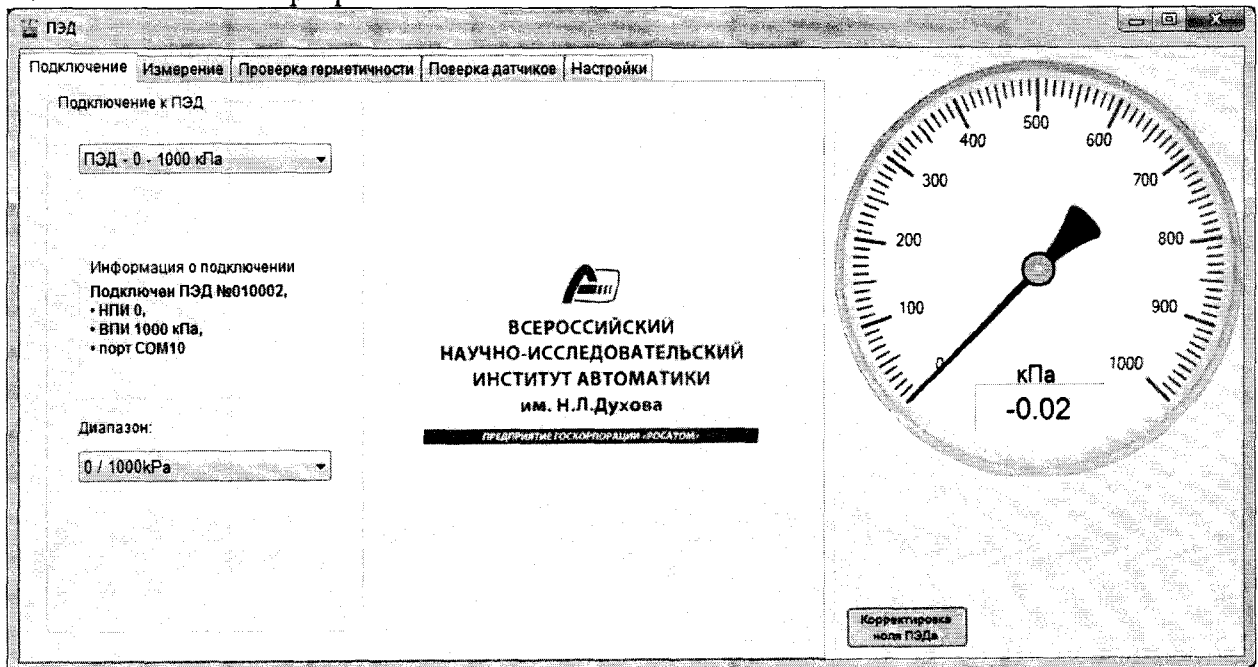 ПЭД
Подключение Измерение Проверка герметичности Поверка датчиков Настройки
Подключение к ПЭД
ПЭД - 0 - 1000 кПа
Информация о подключении
Подключен ПЭД №010002,
• НПИ 0,
• ВПИ 1000 кПа,
• порт COM10
Диапазон:
0 / 1000kPa
ВСЕРОССИЙСКИЙ
НАУЧНО-ИССЛЕДОВАТЕЛЬСКИЙ
ИНСТИТУТ АВТОМАТИКИ
им. Н.Л.Духова
ПРЕДПРИЯТИЕ ГОСКОРПОРАЦИИ «РОСАТОМ»
0
100
200
300
400
500
600
700
800
900
1000
кПа
-0.02
Корректировка
ноля ПЭДа